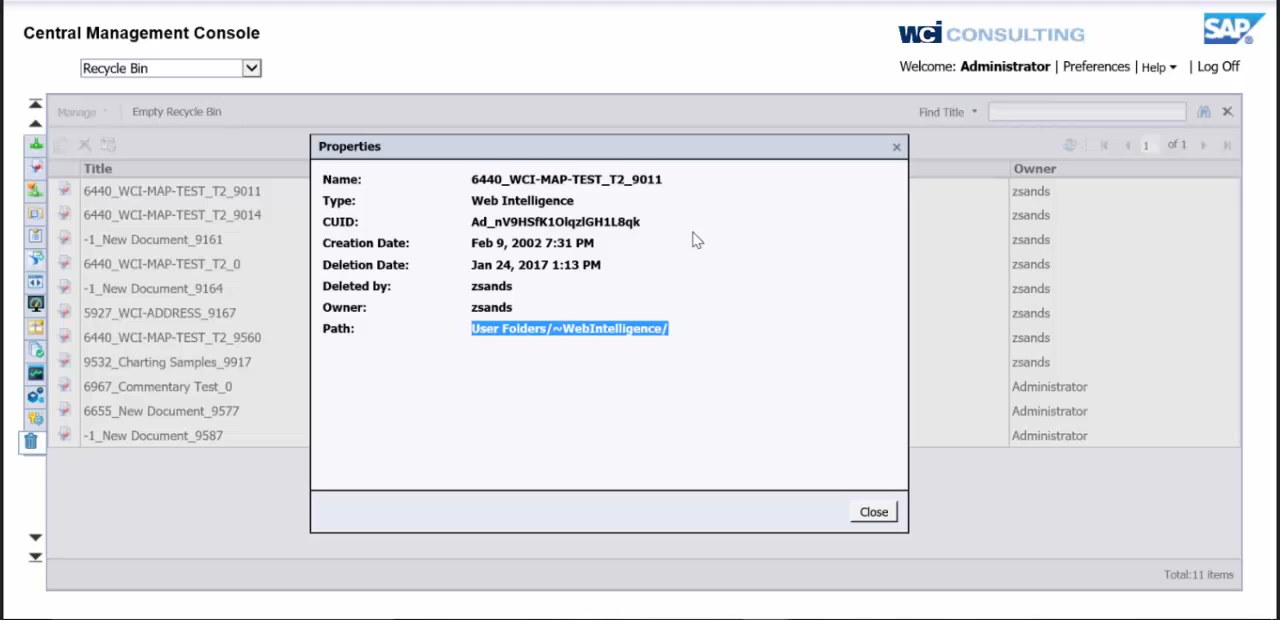 Central Management Console
WCi CONSULTING
SAP®
Recycle Bin
Welcome: Administrator | Preferences | Help | Log Off
Manage
Empty Recycle Bin
Find Title
1 of 1
Title
Owner
6440_WCI-MAP-TEST_T2_9011 zsands
6440_WCI-MAP-TEST_T2_9014 zsands
-1_New Document_9161 zsands
6440_WCI-MAP-TEST_T2_0 zsands
-1_New Document_9164 zsands
5927_WCI-ADDRESS_9167 zsands
6440_WCI-MAP-TEST_T2_9560 zsands
9532_Charting Samples_9917 zsands
6967_Commentary Test_0 Administrator
6655_New Document_9577 Administrator
-1_New Document_9587 Administrator
Properties
Name: 6440_WCI-MAP-TEST_T2_9011
Type: Web Intelligence
CUID: Ad_nV9HSfK1OlqzlGH1L8qk
Creation Date: Feb 9, 2002 7:31 PM
Deletion Date: Jan 24, 2017 1:13 PM
Deleted by: zsands
Owner: zsands
Path: User Folders/~WebIntelligence/
Close
Total:11 items